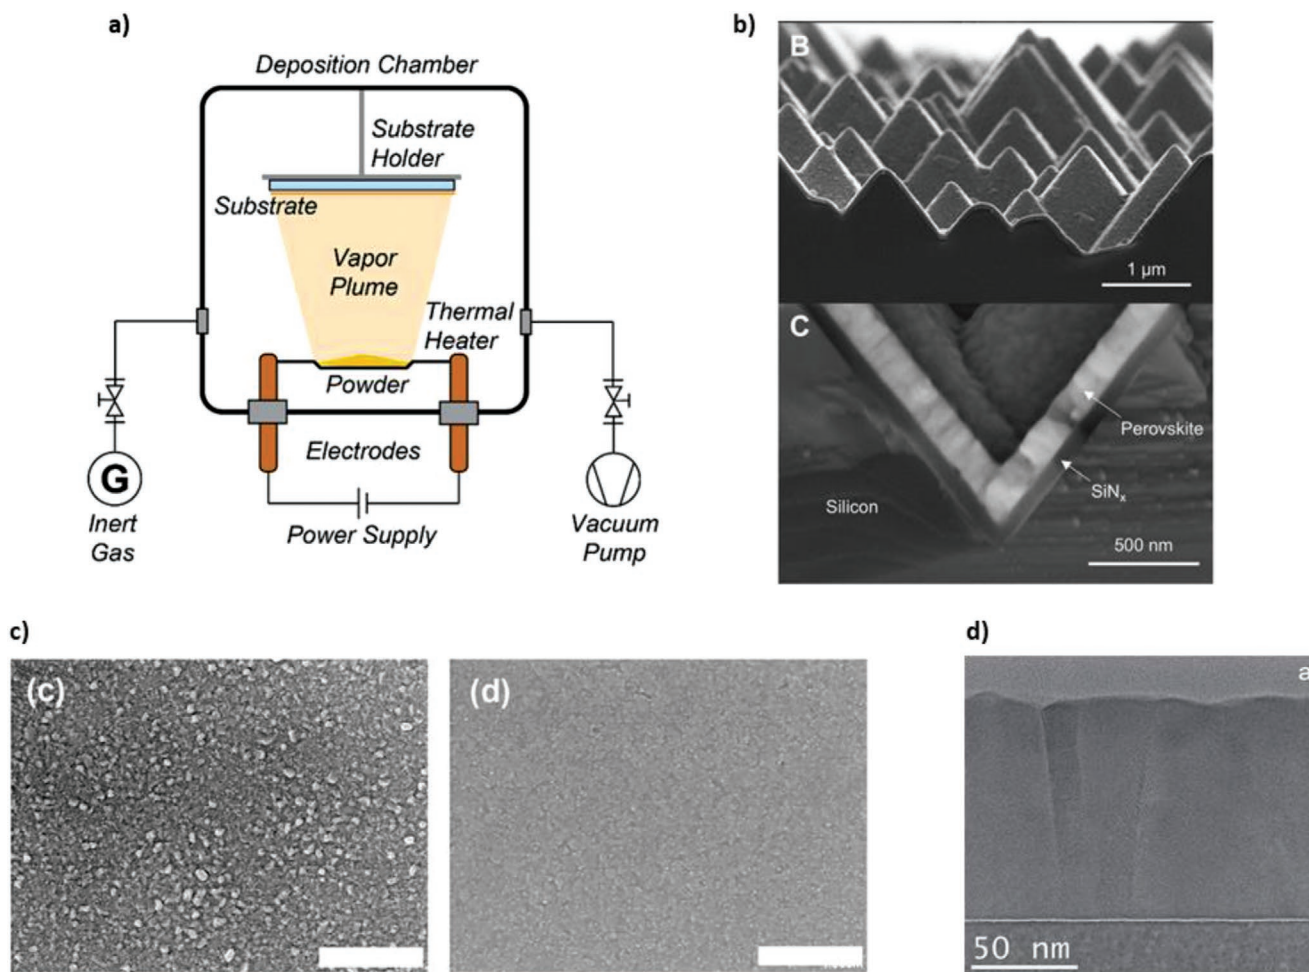 a)
Deposition Chamber
Substrate
Holder
Substrate
Vapor
Plume
Thermal
Heater
Powder
Electrodes
G
Inert
Gas
Power Supply
Vacuum
Pump
b)
B
1 µm
C
Perovskite
SiNx
Silicon
500 nm
c)
(c)
(d)
d)
a
50 nm